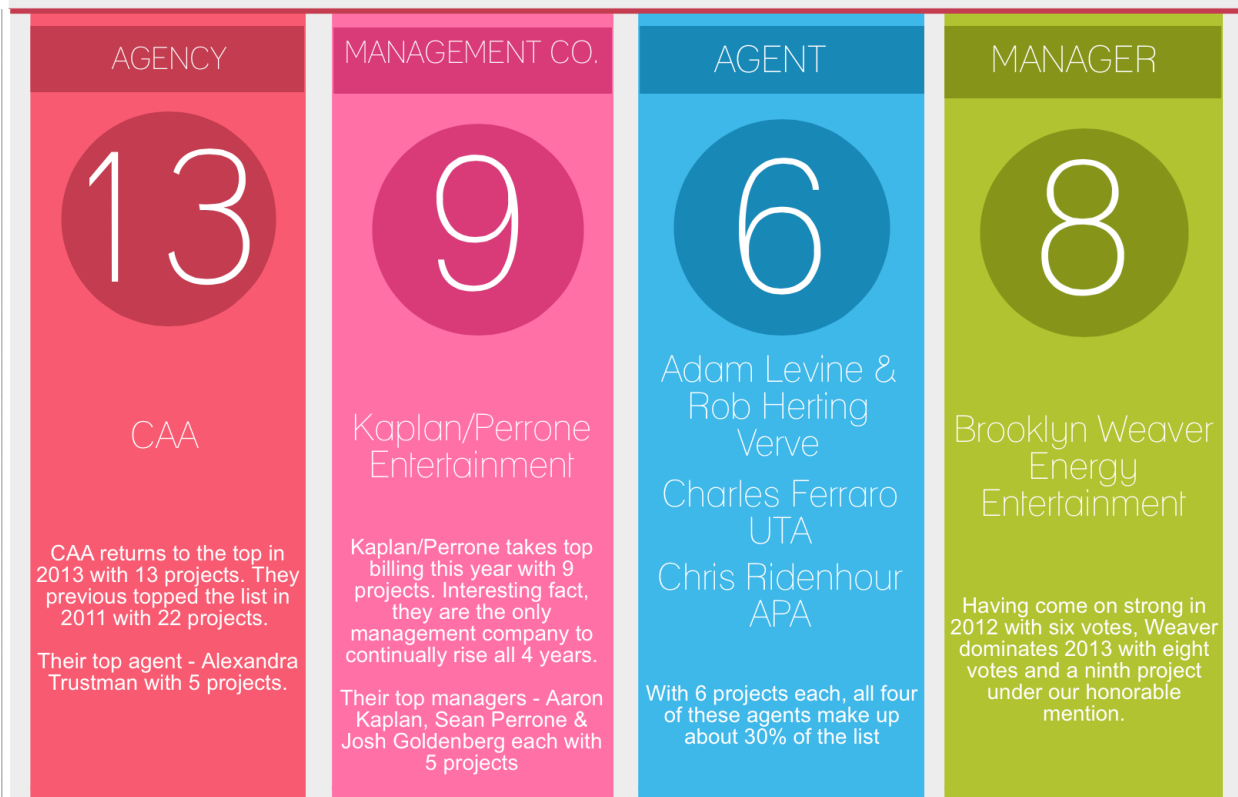 AGENCY
13
CAA
CAA returns to the top in
2013 with 13 projects. They
previous topped the list in
2011 with 22 projects.
Their top agent - Alexandra
Trustman with 5 projects.
MANAGEMENT CO.
9
Kaplan/Perrone
Entertainment
Kaplan/Perrone takes top
billing this year with 9
projects. Interesting fact,
they are the only
management company to
continually rise all 4 years.
Their top managers - Aaron
Kaplan, Sean Perrone &
Josh Goldenberg each with
5 projects
AGENT
6
Adam Levine &
Rob Herting
Verve
Charles Ferraro
UTA
Chris Ridenhour
APA
With 6 projects each, all four
of these agents make up
about 30% of the list
MANAGER
8
Brooklyn Weaver
Energy
Entertainment
Having come on strong in
2012 with six votes, Weaver
dominates 2013 with eight
votes and a ninth project
under our honorable
mention.